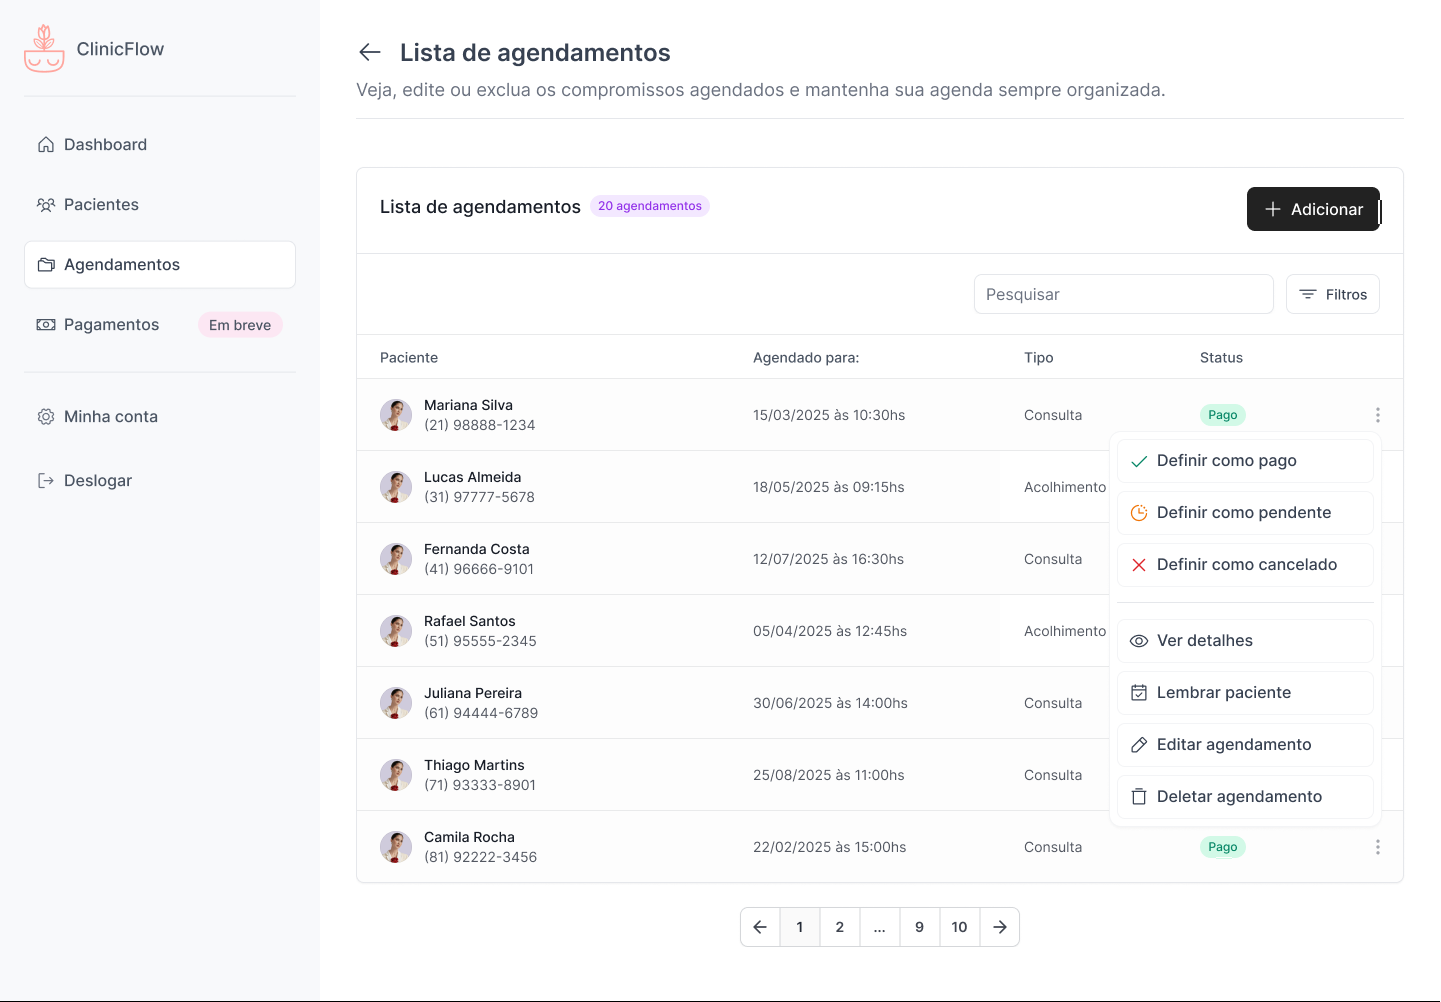 ClinicFlow
Dashboard
Pacientes
Agendamentos
Pagamentos Em breve
Minha conta
Deslogar
Lista de agendamentos
Veja, edite ou exclua os compromissos agendados e mantenha sua agenda sempre organizada.
Lista de agendamentos 20 agendamentos
Adicionar
Pesquisar
Filtros
Paciente Agendado para: Tipo Status
Mariana Silva
(21) 98888-1234
15/03/2025 às 10:30hs Consulta Pago
Lucas Almeida
(31) 97777-5678
18/05/2025 às 09:15hs Acolhimento
Fernanda Costa
(41) 96666-9101
12/07/2025 às 16:30hs Consulta
Rafael Santos
(51) 95555-2345
05/04/2025 às 12:45hs Acolhimento
Juliana Pereira
(61) 94444-6789
30/06/2025 às 14:00hs Consulta
Thiago Martins
(71) 93333-8901
25/08/2025 às 11:00hs Consulta
Camila Rocha
(81) 92222-3456
22/02/2025 às 15:00hs Consulta Pago
Definir como pago
Definir como pendente
Definir como cancelado
Ver detalhes
Lembrar paciente
Editar agendamento
Deletar agendamento
1 2 ... 9 10